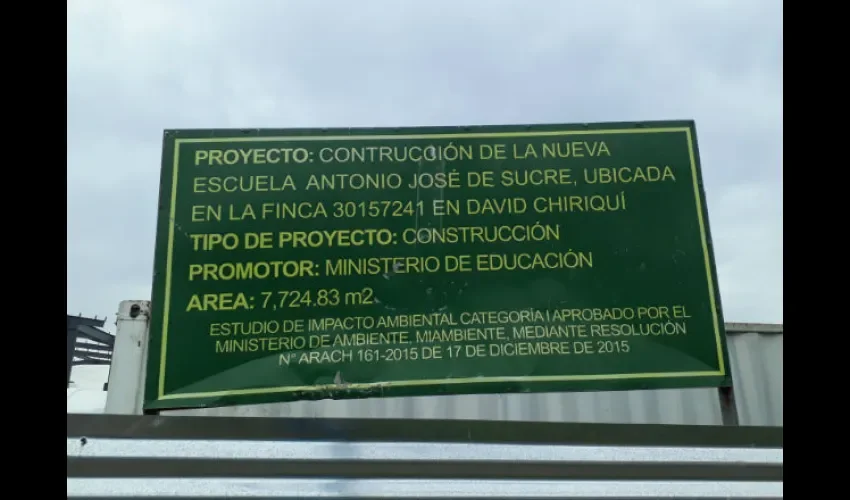 PROYECTO: CONTRUCCIÓN DE LA NUEVA
ESCUELA ANTONIO JOSÉ DE SUCRE, UBICADA
EN LA FINCA 30157241 EN DAVID CHIRIQUÍ
TIPO DE PROYECTO: CONSTRUCCIÓN
PROMOTOR: MINISTERIO DE EDUCACIÓN
AREA: 7,724.83 m2
ESTUDIO DE IMPACTO AMBIENTAL CATEGORÍA I APROBADO POR EL
MINISTERIO DE AMBIENTE, MIAMBIENTE, MEDIANTE RESOLUCIÓN
N° ARACH 161-2015 DE 17 DE DICIEMBRE DE 2015